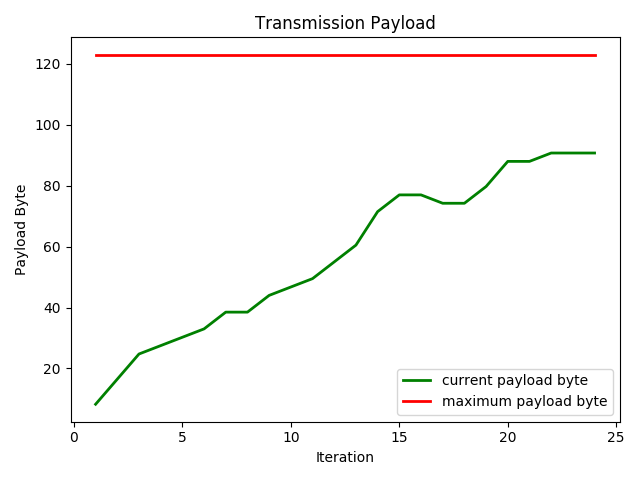 Transmission Payload
120
100
80
60
40
20
Payload Byte
current payload byte
maximum payload byte
0 5 10 15 20 25
Iteration